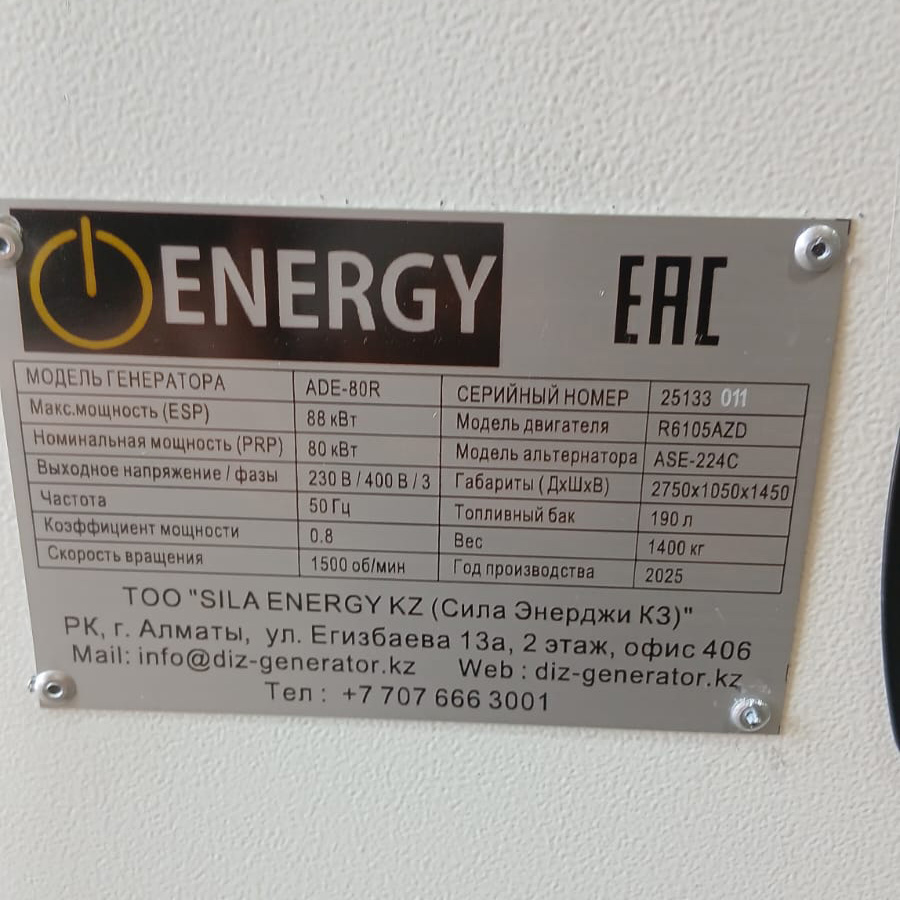 ENERGY
EAC
МОДЕЛЬ ГЕНЕРАТОРА ADE-80R СЕРИЙНЫЙ НОМЕР 25133 011
Макс.мощность (ESP) 88 кВт Модель двигателя R6105AZD
Номинальная мощность (PRP) 80 кВт Модель альтернатора ASE-224C
Выходное напряжение / фазы 230 В / 400 В / 3 Габариты (ДхШхВ) 2750x1050x1450
Частота 50 Гц Топливный бак 190 л
Коэффициент мощности 0.8 Вес 1400 кг
Скорость вращения 1500 об/мин Год производства 2025
ТОО "SILA ENERGY KZ (Сила Энерджи КЗ)"
РК, г. Алматы, ул. Егизбаева 13а, 2 этаж, офис 406
Mail: info@diz-generator.kz Web : diz-generator.kz
Тел : +7 707 666 3001